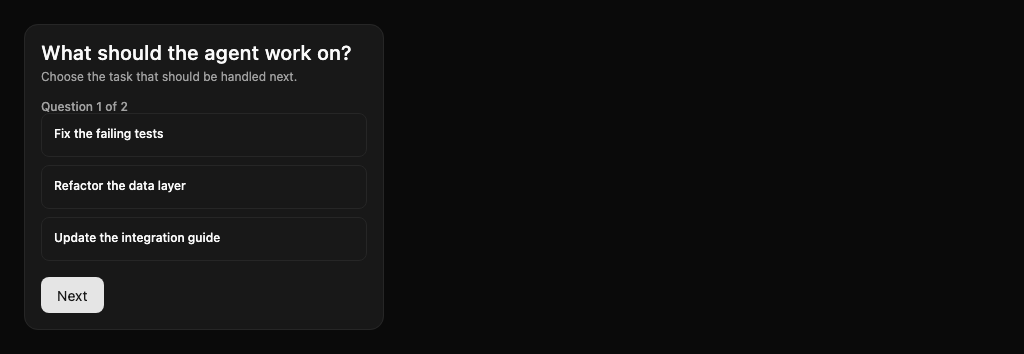 What should the agent work on?
Choose the task that should be handled next.
Question 1 of 2
Fix the failing tests
Refactor the data layer
Update the integration guide
Next